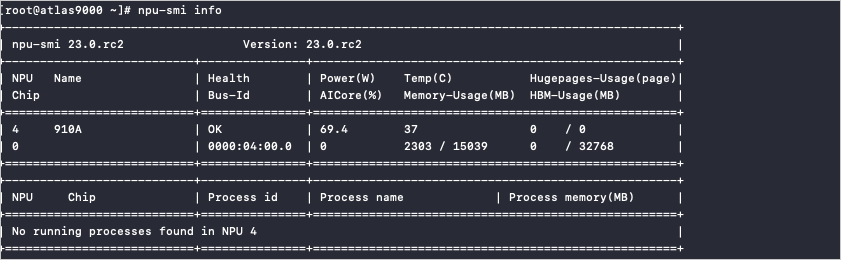 [root@atlas9000 ~]# npu-smi info
+------------------------------------------------------------------------------------------------+
| npu-smi 23.0.rc2                 Version: 23.0.rc2                                             |
+---------------------------+---------------+----------------------------------------------------+
| NPU   Name                | Health        | Power(W)    Temp(C)           Hugepages-Usage(page)|
| Chip                      | Bus-Id        | AICore(%)   Memory-Usage(MB)  HBM-Usage(MB)        |
+===========================+===============+====================================================+
| 4     910A                | OK            | 69.4        37                0    / 0             |
| 0                         | 0000:04:00.0  | 0           2303 / 15039      0    / 32768         |
+===========================+===============+====================================================+
+---------------------------+---------------+----------------------------------------------------+
| NPU     Chip              | Process id    | Process name             | Process memory(MB)      |
+===========================+===============+====================================================+
| No running processes found in NPU 4                                                            |
+===========================+===============+====================================================+